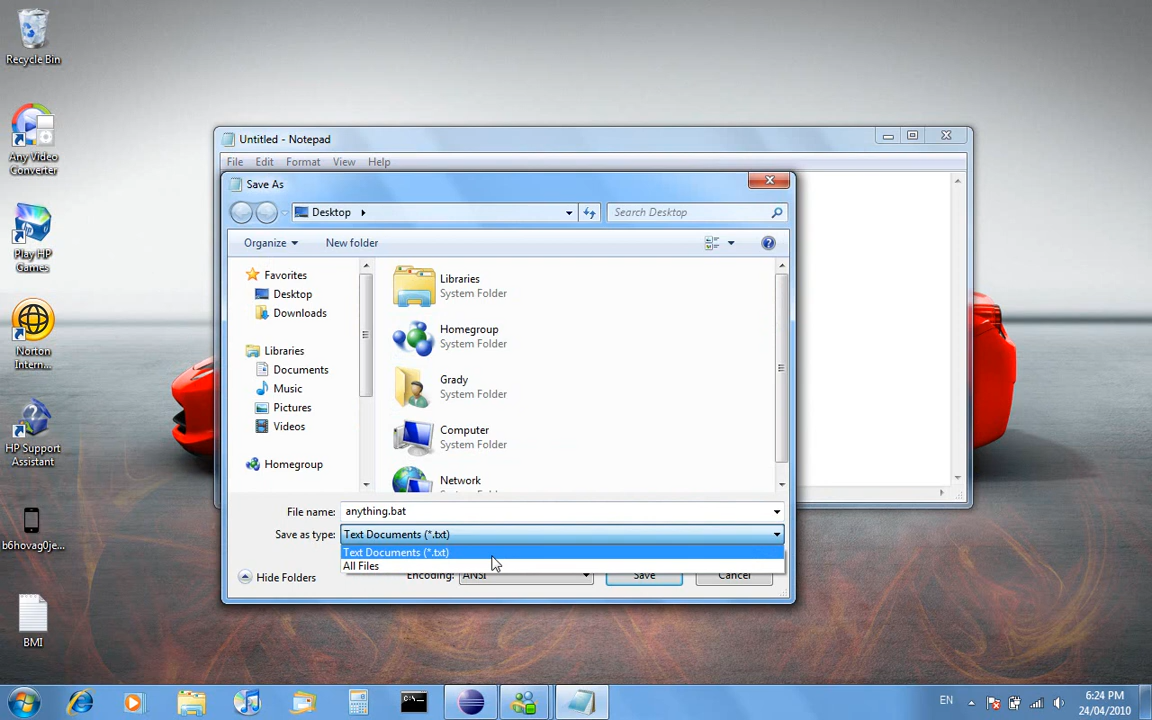 Recycle Bin
Any Video
Converter
Play HP
Games
Norton
Intern...
HP Support
Assistant
b6hovag0je...
BMI
Untitled - Notepad
File Edit Format View Help
Save As
Desktop
Search Desktop
Organize
New folder
Favorites
Desktop
Downloads
Libraries
Documents
Music
Pictures
Videos
Homegroup
Libraries
System Folder
Homegroup
System Folder
Grady
System Folder
Computer
System Folder
Network
File name: anything.bat
Save as type: Text Documents (*.txt)
Text Documents (*.txt)
All Files
Hide Folders
Encoding: ANSI
Save
Cancel
EN
6:24 PM
24/04/2010